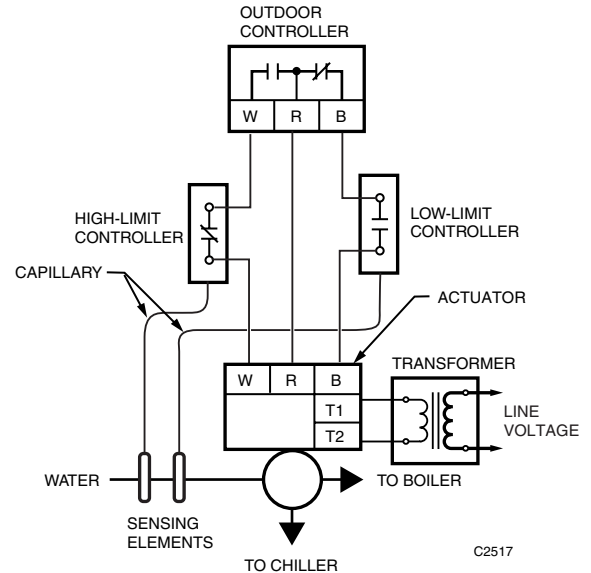 OUTDOOR
CONTROLLER
W R B
HIGH-LIMIT
CONTROLLER
LOW-LIMIT
CONTROLLER
CAPILLARY
ACTUATOR
TRANSFORMER
W R B
T1
T2
LINE
VOLTAGE
WATER
TO BOILER
SENSING
ELEMENTS
TO CHILLER
C2517